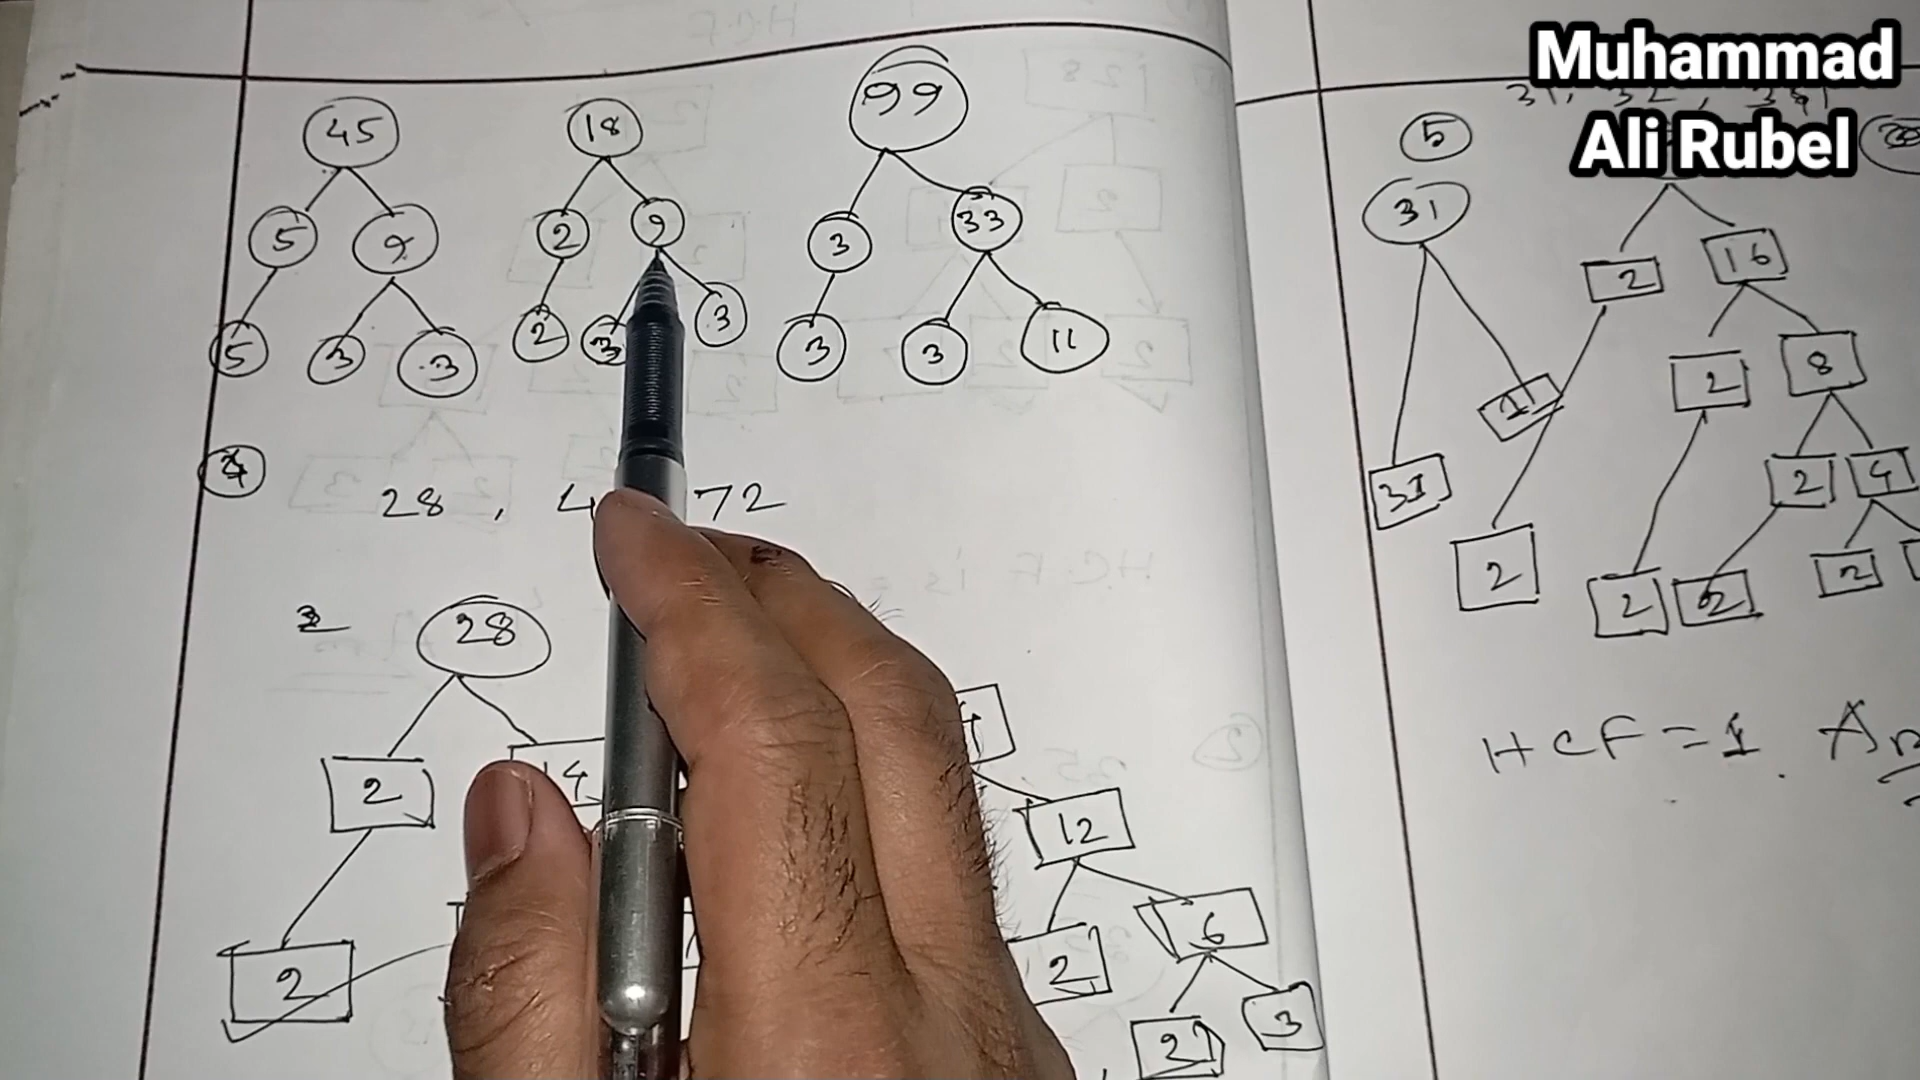 Muhammad
Ali Rubel
45 18 99
5 9 2 9 3 33
5 3 3 2 3 3 3 3 11
4
28, 4 72
28
2 14
12
2 6
2 2 3
5
31 2 16
1 2 8
31 2 4
2 2 2 2
HCF = 1